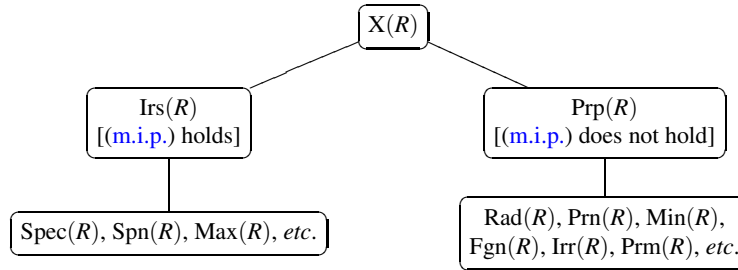 X(R)
Irs(R)
[(m.i.p.) holds]
Prp(R)
[(m.i.p.) does not hold]
Spec(R), Spn(R), Max(R), etc.
Rad(R), Prn(R), Min(R),
Fgn(R), Irr(R), Prm(R), etc.